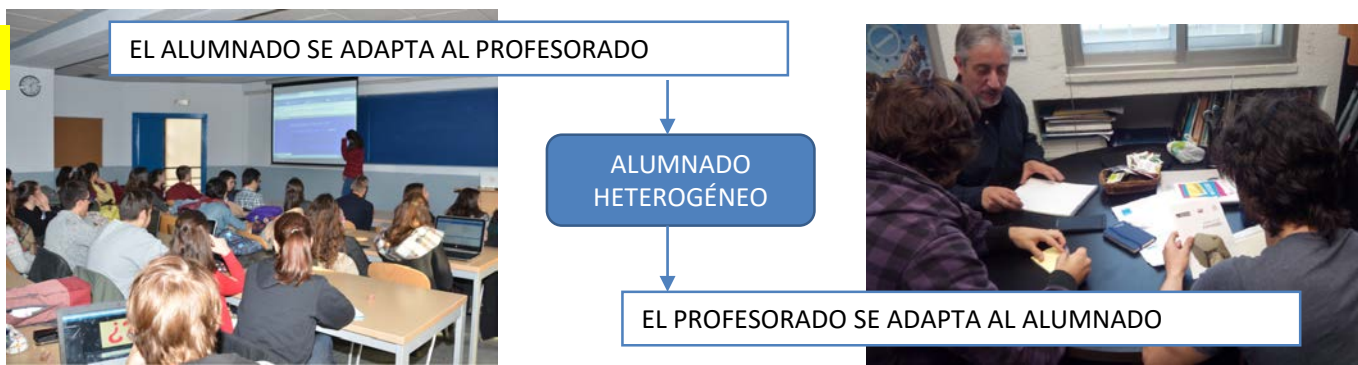 EL ALUMNADO SE ADAPTA AL PROFESORADO
ALUMNADO
HETEROGÉNEO
EL PROFESORADO SE ADAPTA AL ALUMNADO